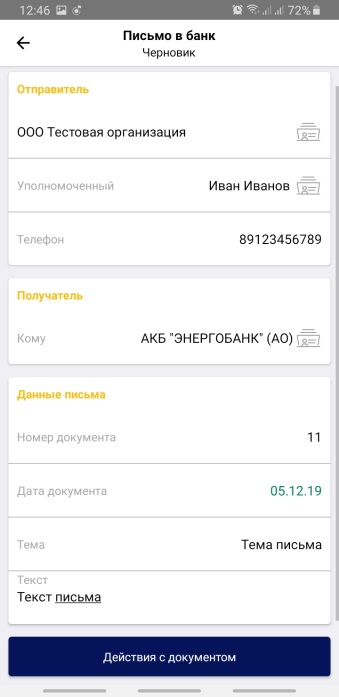 12:46 72%
Письмо в банк
Черновик
Отправитель
ООО Тестовая организация
Уполномоченный Иван Иванов
Телефон 89123456789
Получатель
Кому АКБ "ЭНЕРГОБАНК" (АО)
Данные письма
Номер документа 11
Дата документа 05.12.19
Тема Тема письма
Текст
Текст письма
Действия с документом